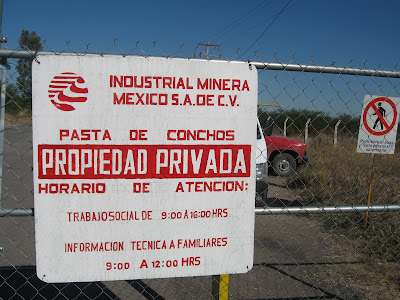 INDUSTRIAL MINERA
MEXICO S.A. DE C.V.
PASTA DE CONCHOS
PROPIEDAD PRIVADA
HORARIO DE ATENCION:
TRABAJO SOCIAL DE 9:00 A 16:00 HRS
INFORMACION TECNICA A FAMILIARES
9:00 A 12:00 HRS.